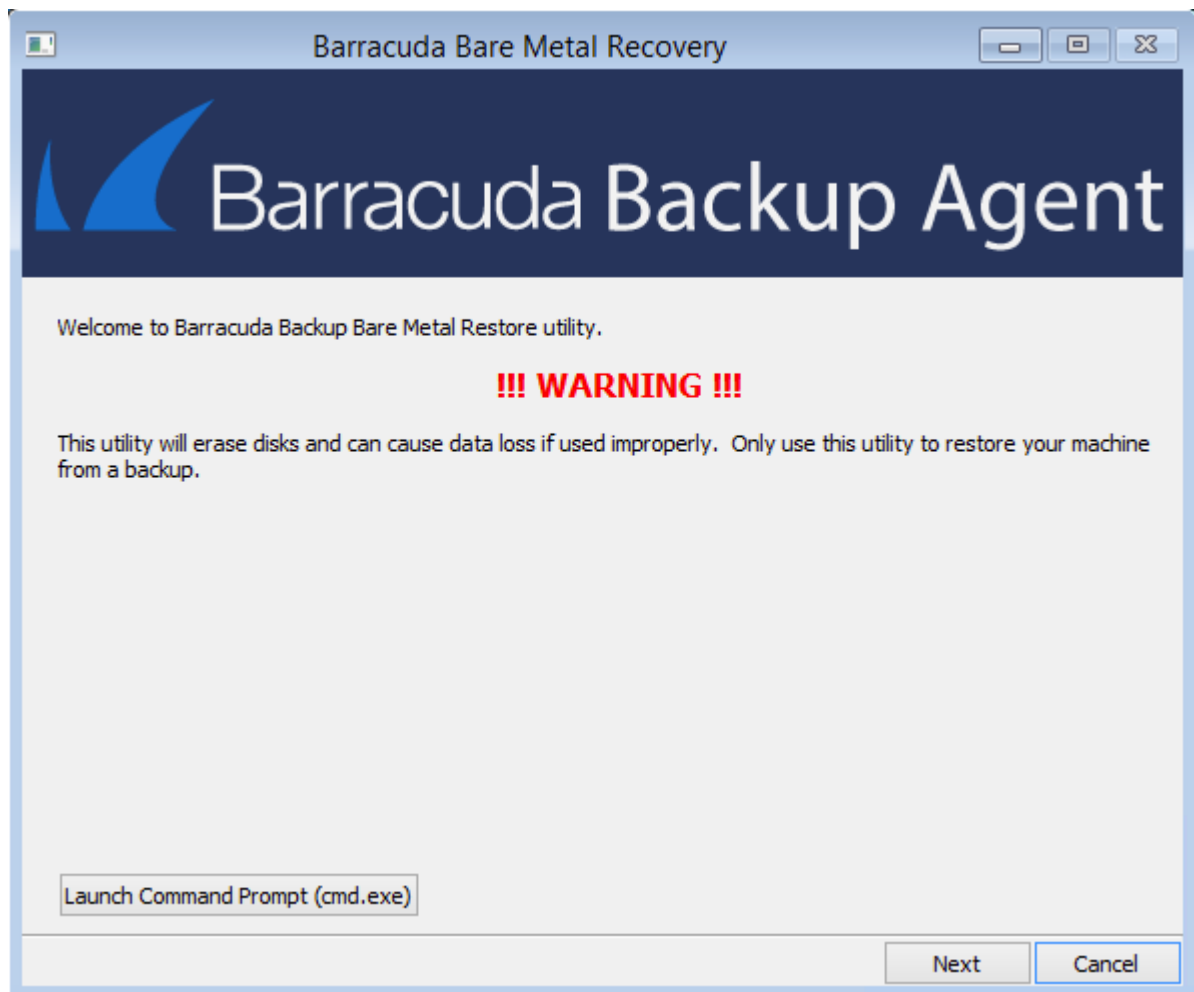 Barracuda Bare Metal Recovery
Barracuda Backup Agent
Welcome to Barracuda Backup Bare Metal Restore utility.
!!! WARNING !!!
This utility will erase disks and can cause data loss if used improperly.  Only use this utility to restore your machine
from a backup.
Launch Command Prompt (cmd.exe)
Next
Cancel